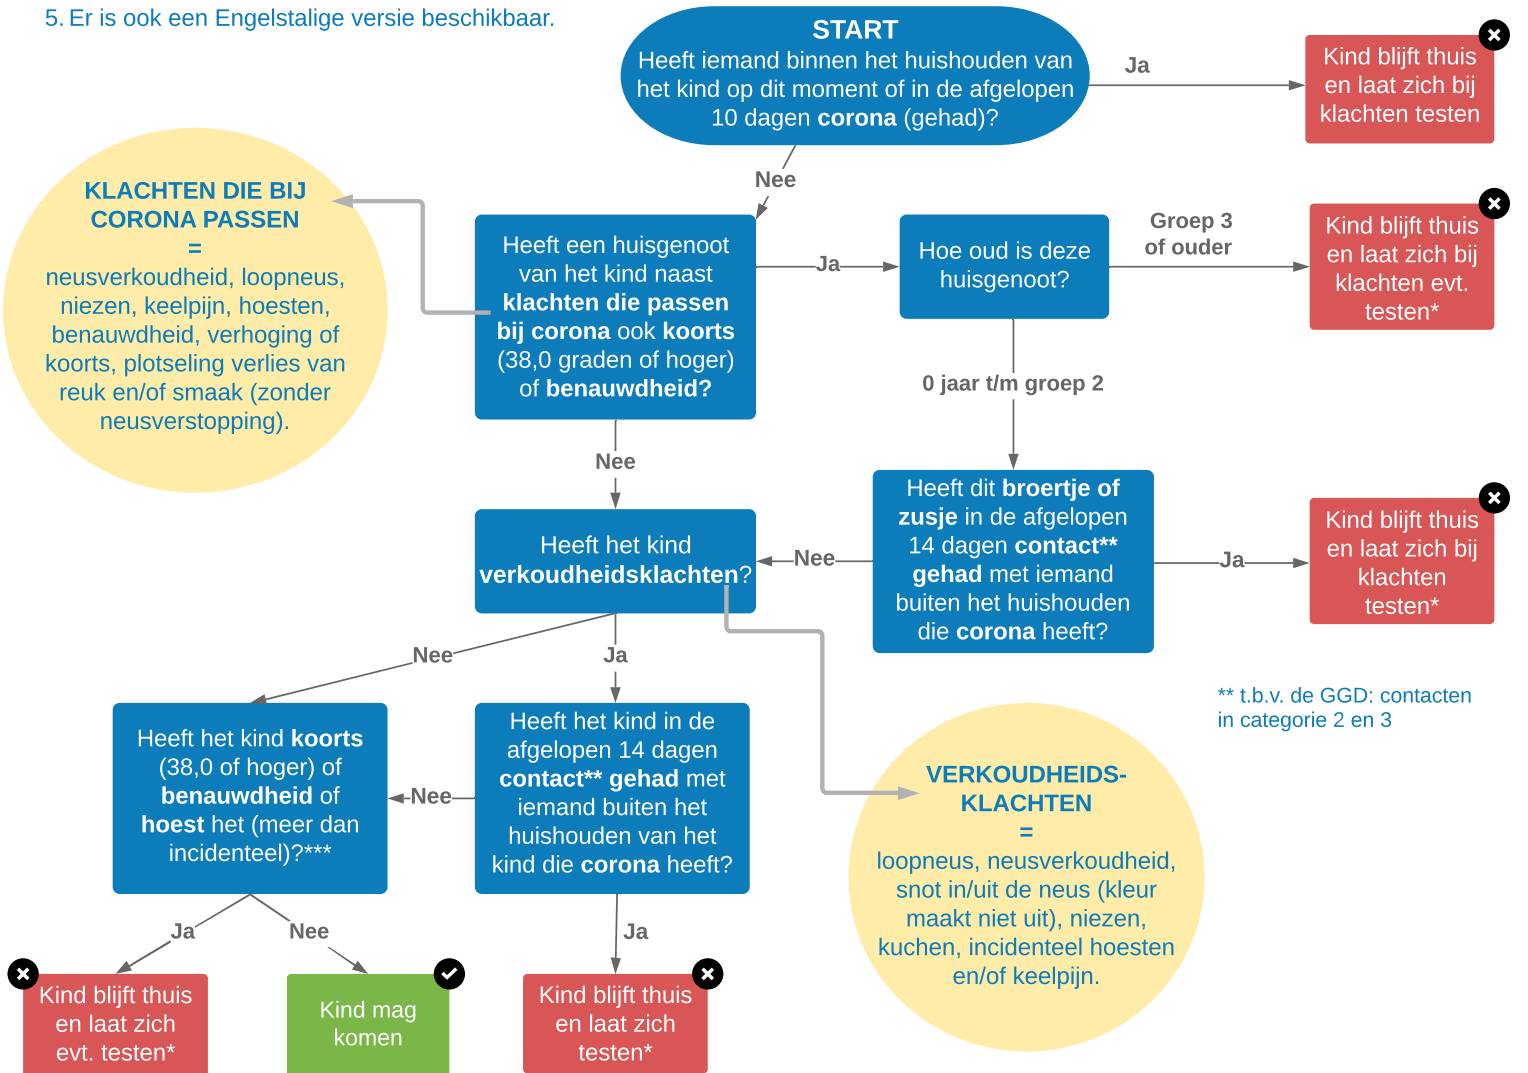 5. Er is ook een Engelstalige versie beschikbaar.
START
Heeft iemand binnen het huishouden van
het kind op dit moment of in de afgelopen
10 dagen corona (gehad)?
Ja
Kind blijft thuis
en laat zich bij
klachten testen
Nee
KLACHTEN DIE BIJ
CORONA PASSEN
=
neusverkoudheid, loopneus,
niezen, keelpijn, hoesten,
benauwdheid, verhoging of
koorts, plotseling verlies van
reuk en/of smaak (zonder
neusverstopping).
Heeft een huisgenoot
van het kind naast
klachten die passen
bij corona ook koorts
(38,0 graden of hoger)
of benauwdheid?
Ja
Hoe oud is deze
huisgenoot?
Groep 3
of ouder
Kind blijft thuis
en laat zich bij
klachten evt.
testen*
0 jaar t/m groep 2
Nee
Heeft het kind
verkoudheidsklachten?
Nee
Heeft dit broertje of
zusje in de afgelopen
14 dagen contact**
gehad met iemand
buiten het huishouden
die corona heeft?
Ja
Kind blijft thuis
en laat zich bij
klachten
testen*
Nee
Ja
** t.b.v. de GGD: contacten
in categorie 2 en 3
Heeft het kind koorts
(38,0 of hoger) of
benauwdheid of
hoest het (meer dan
incidenteel)?***
Nee
Heeft het kind in de
afgelopen 14 dagen
contact** gehad met
iemand buiten het
huishouden van het
kind die corona heeft?
VERKOUDHEIDS-
KLACHTEN
=
loopneus, neusverkoudheid,
snot in/uit de neus (kleur
maakt niet uit), niezen,
kuchen, incidenteel hoesten
en/of keelpijn.
Ja
Nee
Ja
Kind blijft thuis
en laat zich
evt. testen*
Kind mag
komen
Kind blijft thuis
en laat zich
testen*